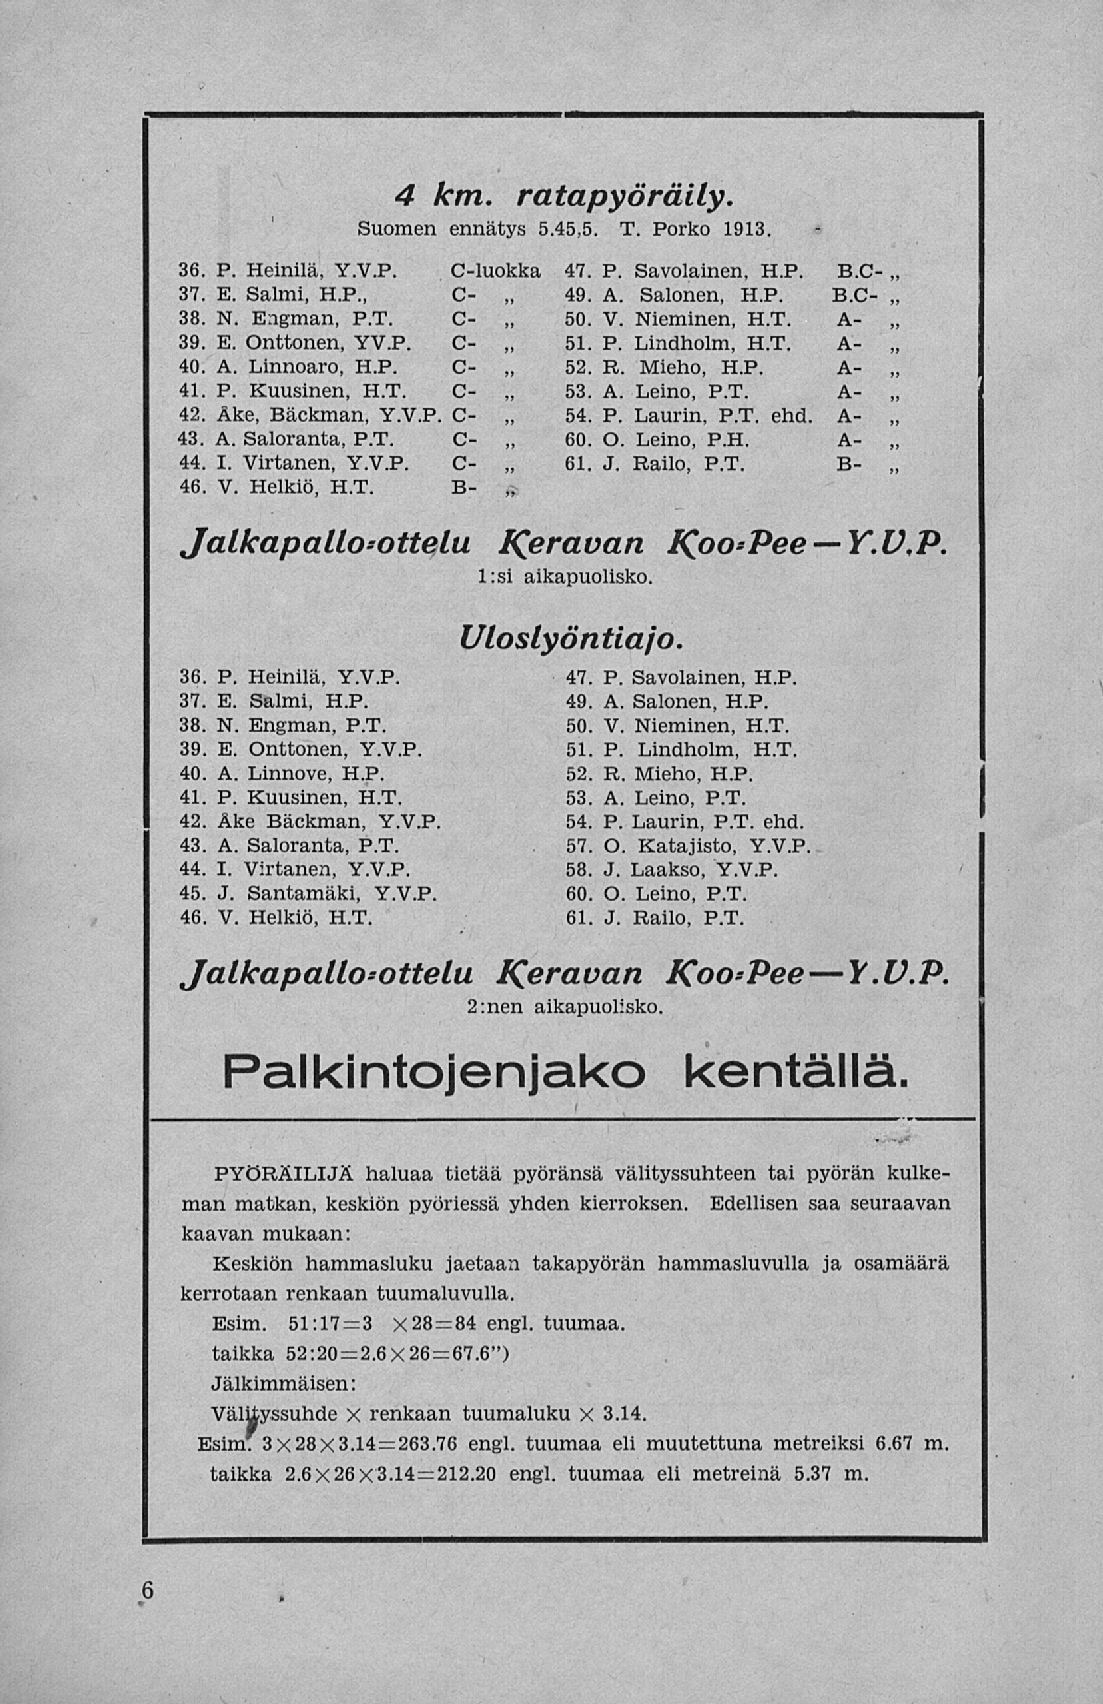 4 km. ratapyöräily.
Suomen ennätys 5.45,5. T. Porko 1913.
36. P. Heinilä, Y.V.P. C-luokka
37. E. Salmi, H.P., C- „
38. N. Engman, P.T. C- „
39. E. Onttonen, YV.P. C- „
40. A. Linnoaro, H.P. C- „
41. P. Kuusinen, H.T. C- „
42. Åke, Bäckman, Y.V.P. C- „
43. A. Saloranta, P.T. C- „
44. I. Virtanen, Y.V.P. C- „
46. V. Helkiö, H.T. B- „
47. P. Savolainen, H.P. B.C- „
49. A. Salonen, H.P. B.C- „
50. V. Nieminen, H.T. A- „
51. P. Lindholm, H.T. A- „
52. R. Mieho, H.P. A- „
53. A. Leino, P.T. A- „
54. P. Laurin, P.T. ehd. A- „
60. O. Leino, P.H. A- „
61. J. Railo, P.T. B- „
Jalkapallo-ottelu Keravan Koo-Pee — Y.V.P.
1:si aikapuolisko.
Uloslyöntiajo.
36. P. Heinilä, Y.V.P.
37. E. Salmi, H.P.
38. N. Engman, P.T.
39. E. Onttonen, Y.V.P.
40. A. Linnove, H.P.
41. P. Kuusinen, H.T.
42. Åke Bäckman, Y.V.P.
43. A. Saloranta, P.T.
44. I. Virtanen, Y.V.P.
45. J. Santamäki, Y.V.P.
46. V. Helkiö, H.T.
47. P. Savolainen, H.P.
49. A. Salonen, H.P.
50. V. Nieminen, H.T.
51. P. Lindholm, H.T.
52. R. Mieho, H.P.
53. A. Leino, P.T.
54. P. Laurin, P.T. ehd.
57. O. Katajisto, Y.V.P.
58. J. Laakso, Y.V.P.
60. O. Leino, P.T.
61. J. Railo, P.T.
Jalkapallo-ottelu Keravan Koo-Pee — Y.V.P.
2:nen aikapuolisko.
Palkintojenjako kentällä.
PYÖRÄILIJÄ haluaa tietää pyöränsä välityssuhteen tai pyörän kulke-
man matkan, keskiön pyöriessä yhden kierroksen. Edellisen saa seuraavan
kaavan mukaan:
Keskiön hammasluku jaetaan takapyörän hammasluvulla ja osamäärä
kerrotaan renkaan tuumaluvulla.
Esim. 51:17=3 ×28=84 engl. tuumaa.
taikka 52:20=2.6×26=67.6")
Jälkimmäisen:
Välityssuhde × renkaan tuumaluku × 3.14.
Esim. 3×28×3.14=263.76 engl. tuumaa eli muutettuna metreiksi 6.67 m.
taikka 2.6×26×3.14=212.20 engl. tuumaa eli metreinä 5.37 m.
6